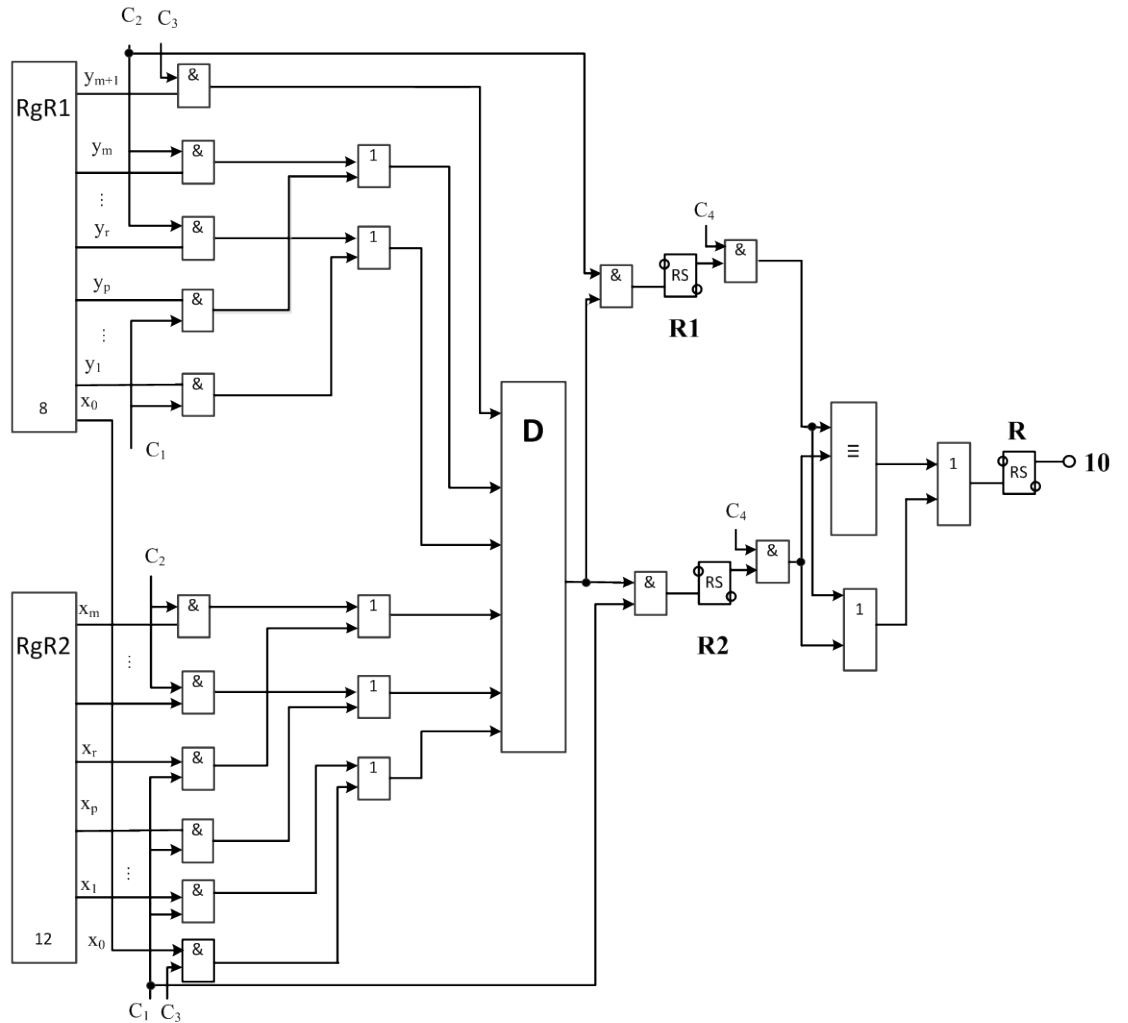 C2 C3
ym+1 &
RgR1
ym & 1
⋮
yr & 1
C4
& &
RS
yp &
R1
⋮
y1 &
8 x0
D
C1
R
≡ 1 RS 10
C4
C2
&
& RS
xm & 1
1
RgR2
R2
⋮
& 1
xr & 1
xp &
⋮
x1 &
12 x0 &
C1 C3